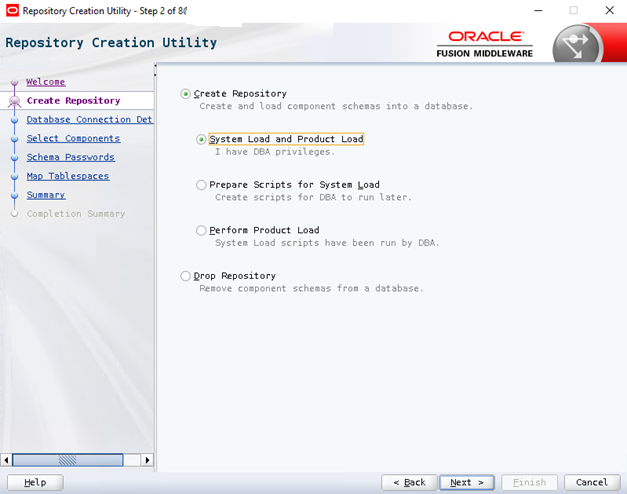 Repository Creation Utility - Step 2 of 8
Repository Creation Utility
ORACLE
FUSION MIDDLEWARE
Welcome
Create Repository
Database Connection Det
Select Components
Schema Passwords
Map Tablespaces
Summary
Completion Summary
Create Repository
Create and load component schemas into a database.
System Load and Product Load
I have DBA privileges.
Prepare Scripts for System Load
Create scripts for DBA to run later.
Perform Product Load
System Load scripts have been run by DBA.
Drop Repository
Remove component schemas from a database.
Help
< Back
Next >
Finish
Cancel